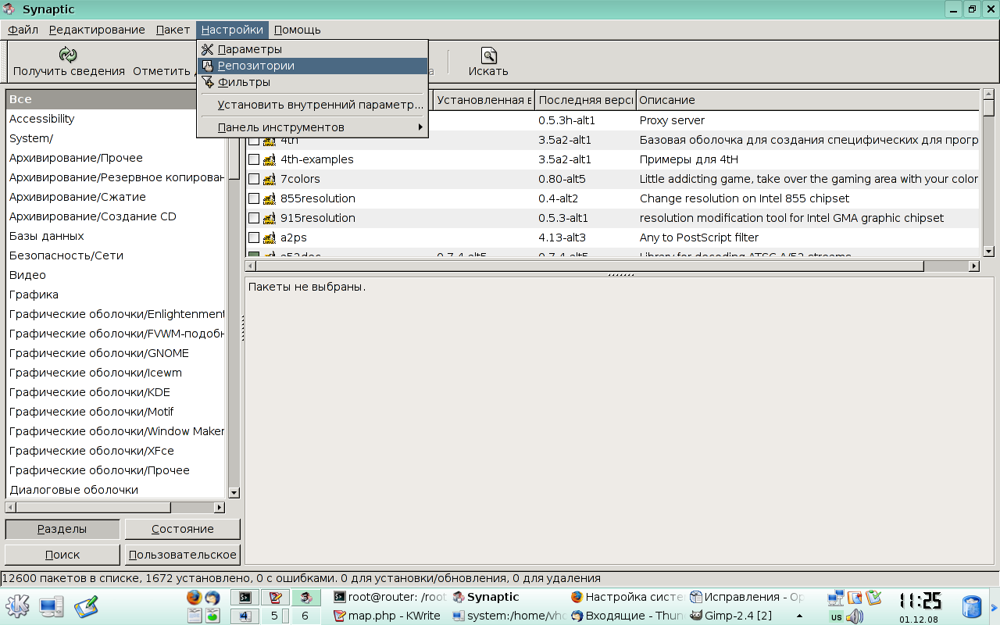 Synaptic
Файл Редактирование Пакет Настройки Помощь
Параметры
Репозитории
Фильтры
Установить внутренний параметр...
Панель инструментов
Получить сведения Отметить Искать
Все
Accessibility
System/
Архивирование/Прочее
Архивирование/Резервное копирован
Архивирование/Сжатие
Архивирование/Создание CD
Базы данных
Безопасность/Сети
Видео
Графика
Графические оболочки/Enlightenment
Графические оболочки/FVWM-подобн
Графические оболочки/GNOME
Графические оболочки/Icewm
Графические оболочки/KDE
Графические оболочки/Motif
Графические оболочки/Window Maker
Графические оболочки/XFce
Графические оболочки/Прочее
Диалоговые оболочки
Разделы Состояние
Поиск Пользовательское
Установленная в Последняя верси Описание
0.5.3h-alt1 Proxy server
4th 3.5a2-alt1 Базовая оболочка для создания специфических для прогр
4th-examples 3.5a2-alt1 Примеры для 4tH
7colors 0.80-alt5 Little addicting game, take over the gaming area with your color
855resolution 0.4-alt2 Change resolution on Intel 855 chipset
915resolution 0.5.3-alt1 resolution modification tool for Intel GMA graphic chipset
a2ps 4.13-alt3 Any to PostScript filter
a52dec 0.7.4-alt5 0.7.4-alt5 Library for decoding ATSC A/52 streams
Пакеты не выбраны.
12600 пакетов в списке, 1672 установлено, 0 с ошибками. 0 для установки/обновления, 0 для удаления
root@router: /root Synaptic Настройка систе Исправления - Op
4 5 6 map.php - KWrite system:/home/vho Входящие - Thun Gimp-2.4 [2]
us
11:25
01.12.08